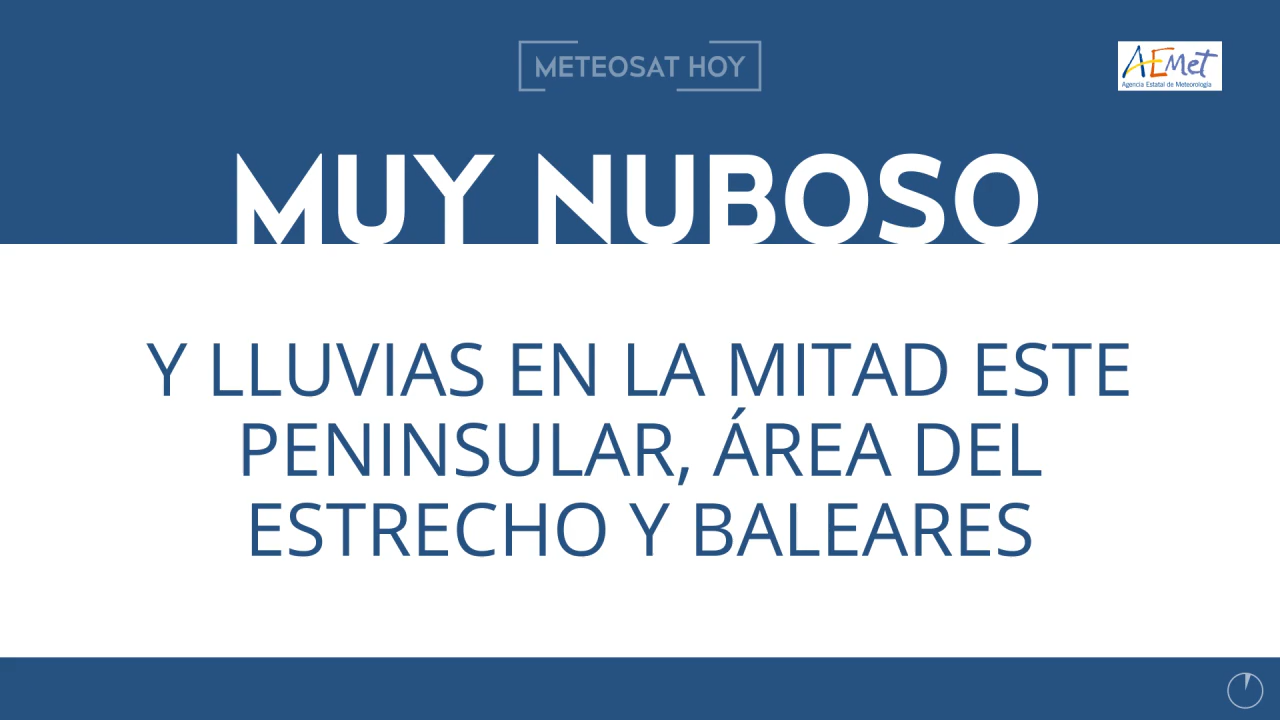 METEOSAT HOY
AEMet
Agencia Estatal de Meteorología
MUY NUBOSO
Y LLUVIAS EN LA MITAD ESTE
PENINSULAR, ÁREA DEL
ESTRECHO Y BALEARES